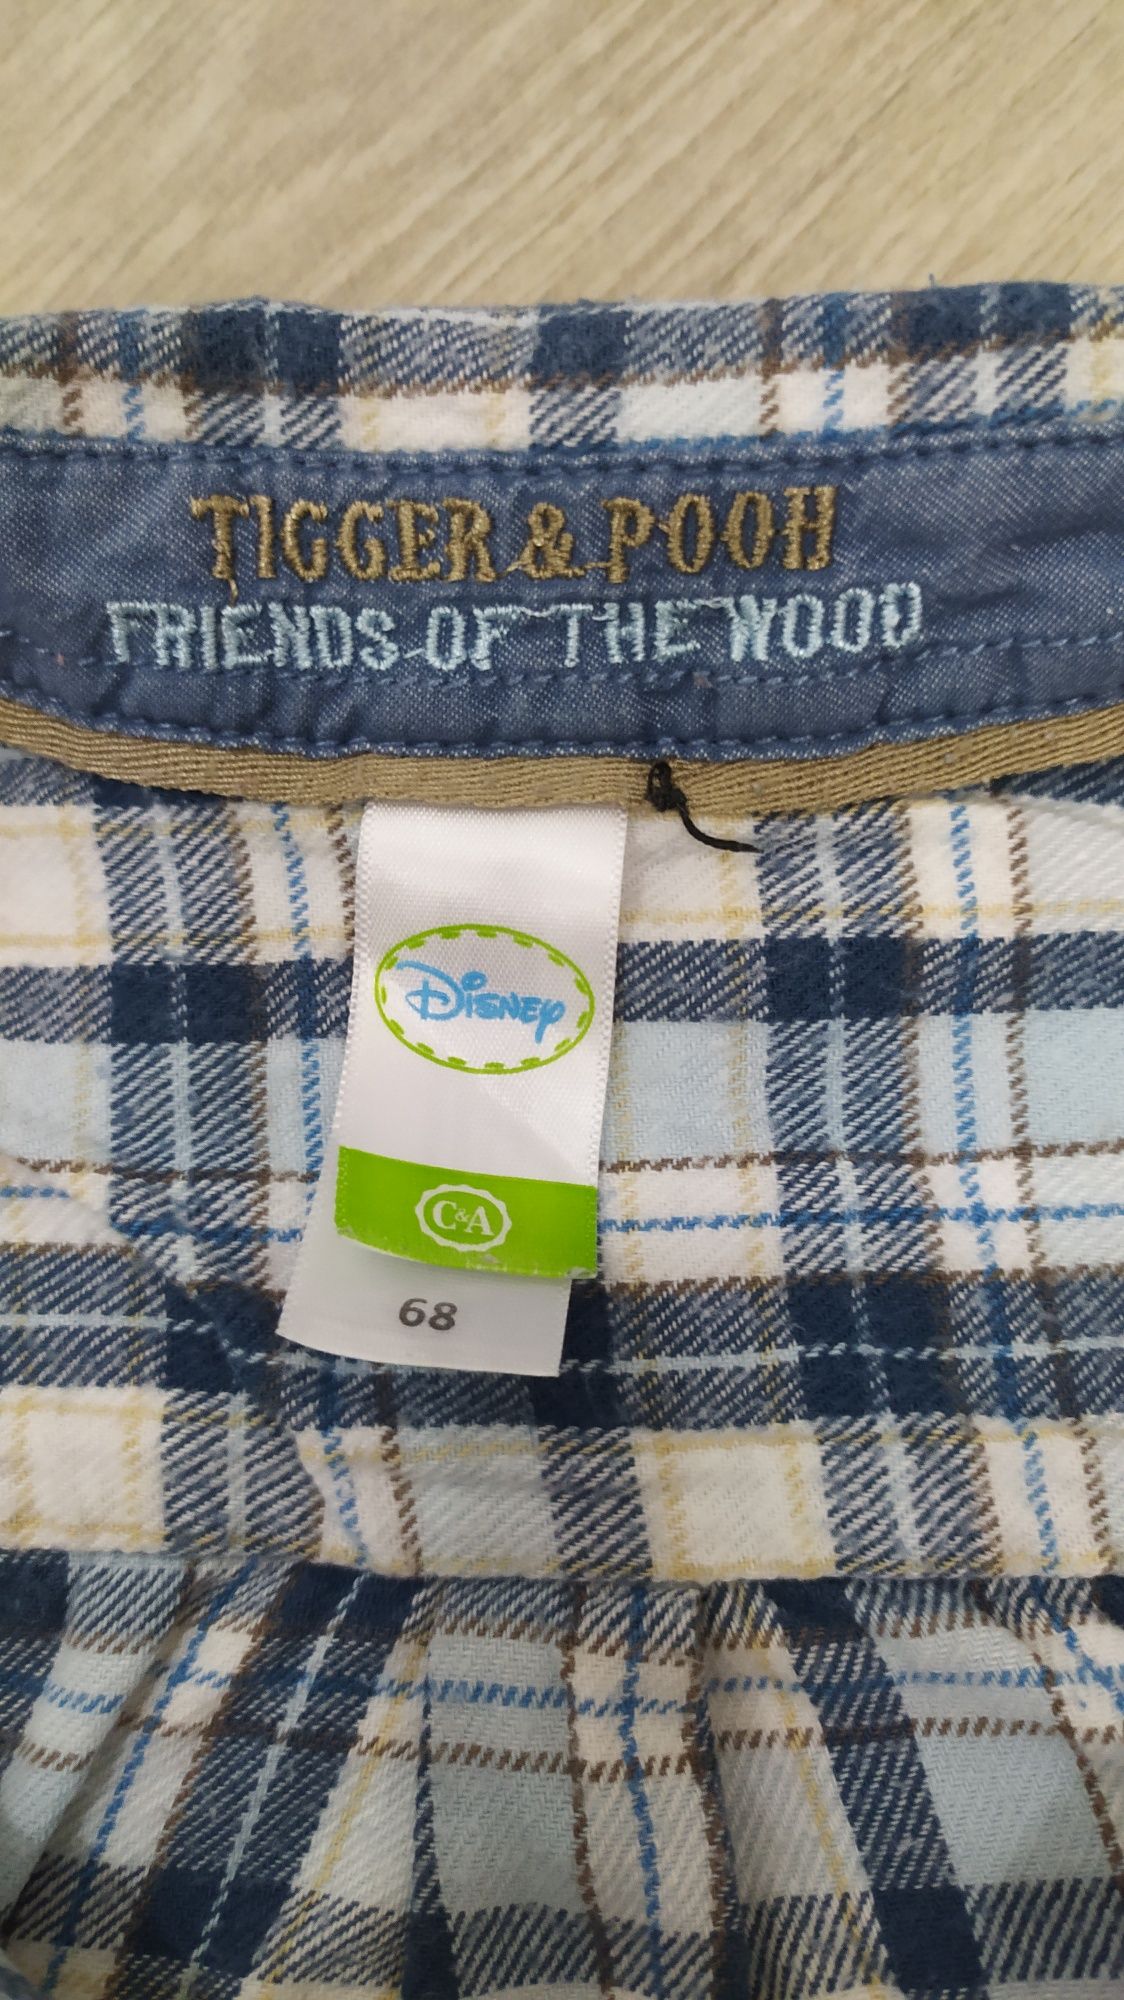 TIGGER & POOH
FRIENDS OF THE WOOD
Disney
C&A
68